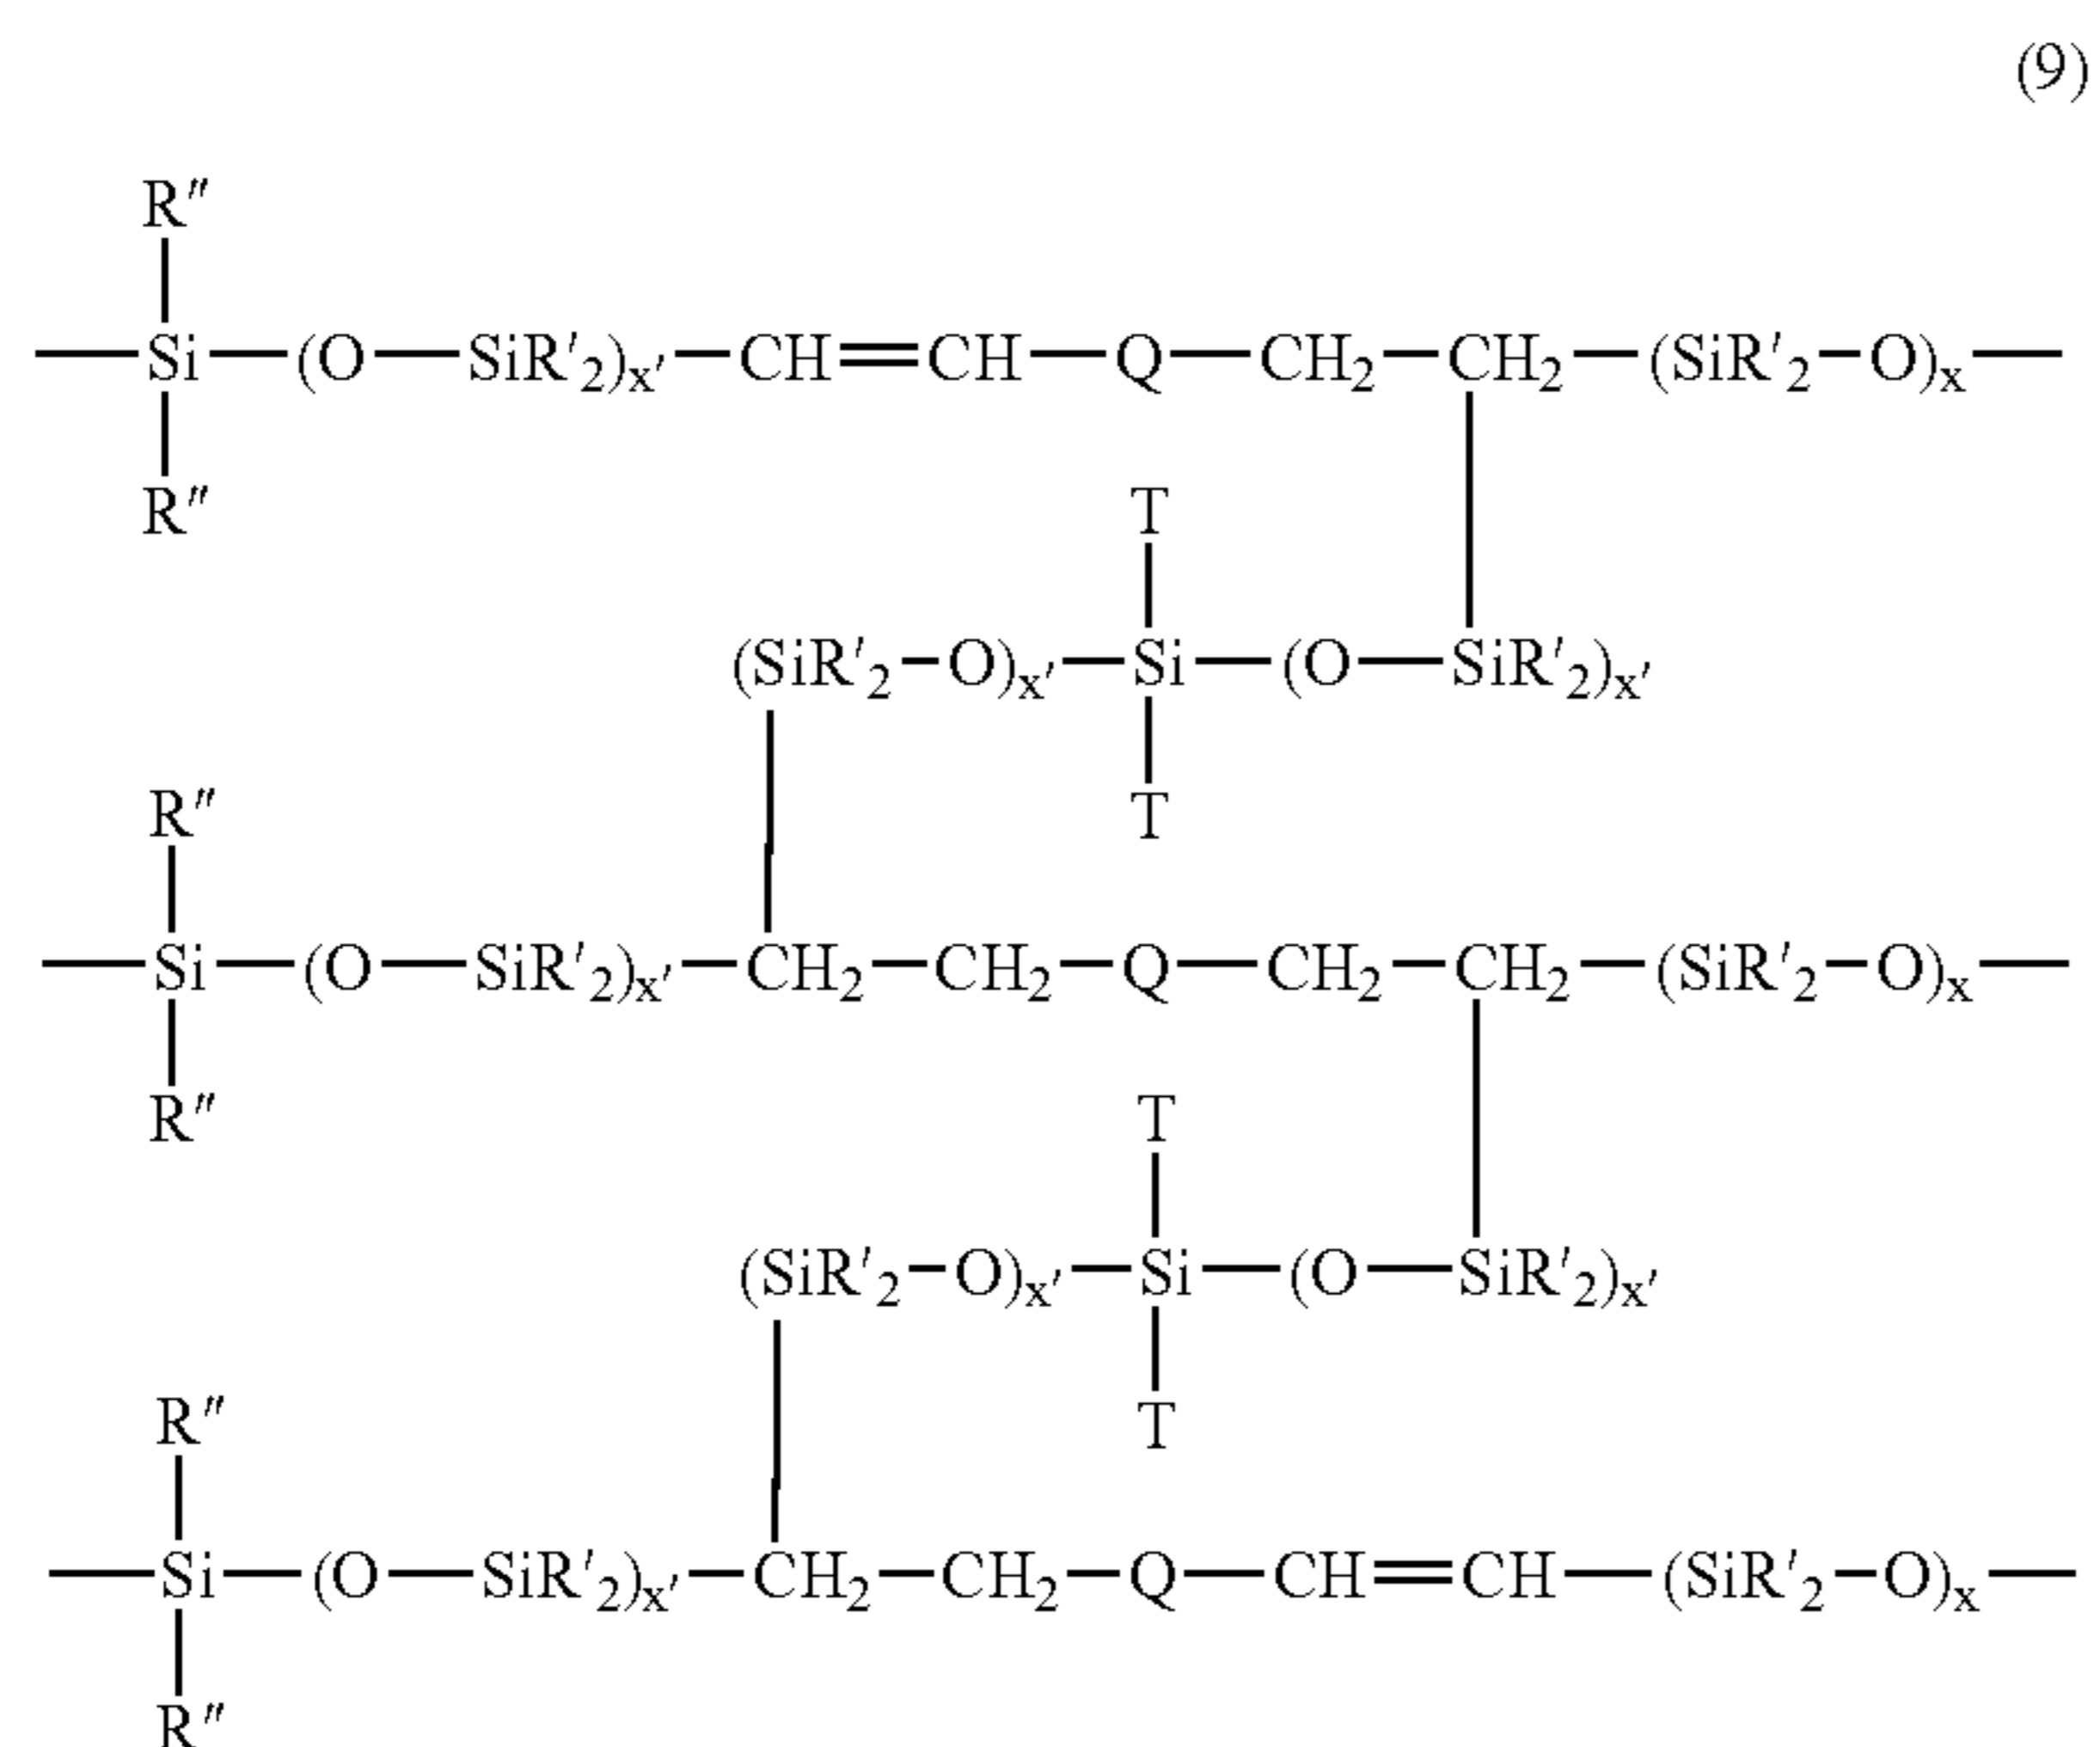 (9)
R″
—Si—(O—SiR′₂)ₓ′—CH=CH—Q—CH₂—CH₂—(SiR′₂—O)ₓ—
R″
T
(SiR′₂—O)ₓ′—Si—(O—SiR′₂)ₓ′
T
R″
—Si—(O—SiR′₂)ₓ′—CH₂—CH₂—Q—CH₂—CH₂—(SiR′₂—O)ₓ—
R″
T
(SiR′₂—O)ₓ′—Si—(O—SiR′₂)ₓ′
T
R″
—Si—(O—SiR′₂)ₓ′—CH₂—CH₂—Q—CH=CH—(SiR′₂—O)ₓ—
R″